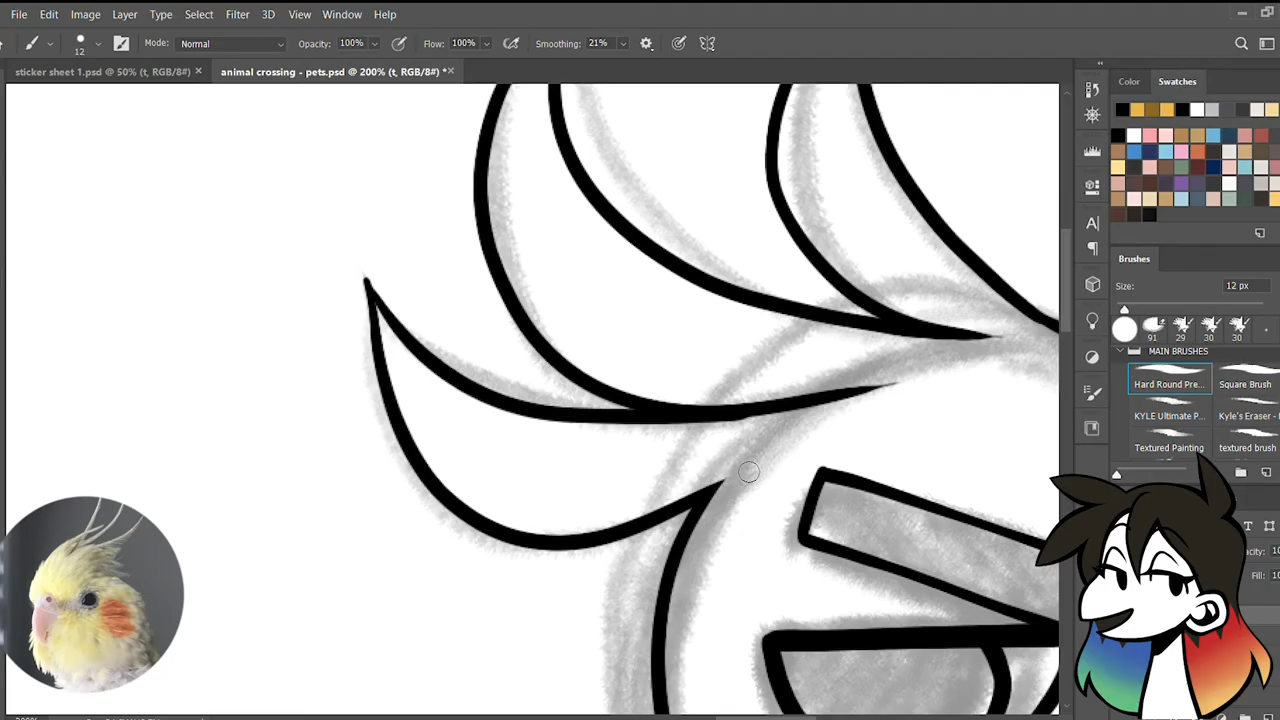 File Edit Image Layer Type Select Filter 3D View Window Help
12 Mode: Normal Opacity: 100% Flow: 100% Smoothing: 21%
sticker sheet 1.psd @ 50% (t, RGB/8#) × animal crossing - pets.psd @ 200% (t, RGB/8#) * ×
Color Swatches
Brushes
Size: 12 px
91 29 30 30
MAIN BRUSHES
Hard Round Pre... Square Brush
KYLE Ultimate P... Kyle's Eraser -
Textured Painting textured brush
Fill: